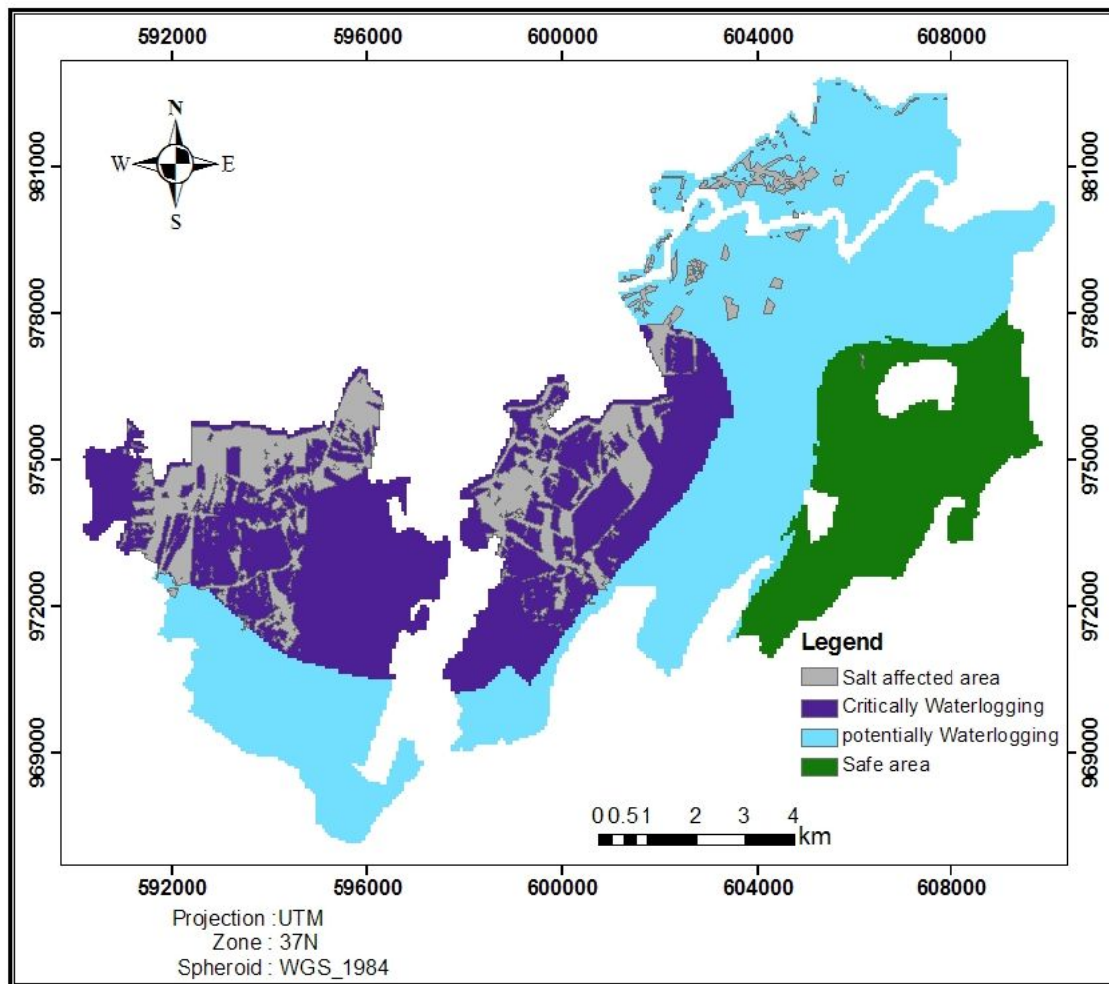 592000 596000 600000 604000 608000
N
W E
S
981000 981000
978000 978000
975000 975000
972000 972000
969000 969000
Legend
Salt affected area
Critically Waterlogging
potentially Waterlogging
Safe area
0 0.5 1 2 3 4
km
592000 596000 600000 604000 608000
Projection :UTM
Zone : 37N
Spheroid : WGS_1984